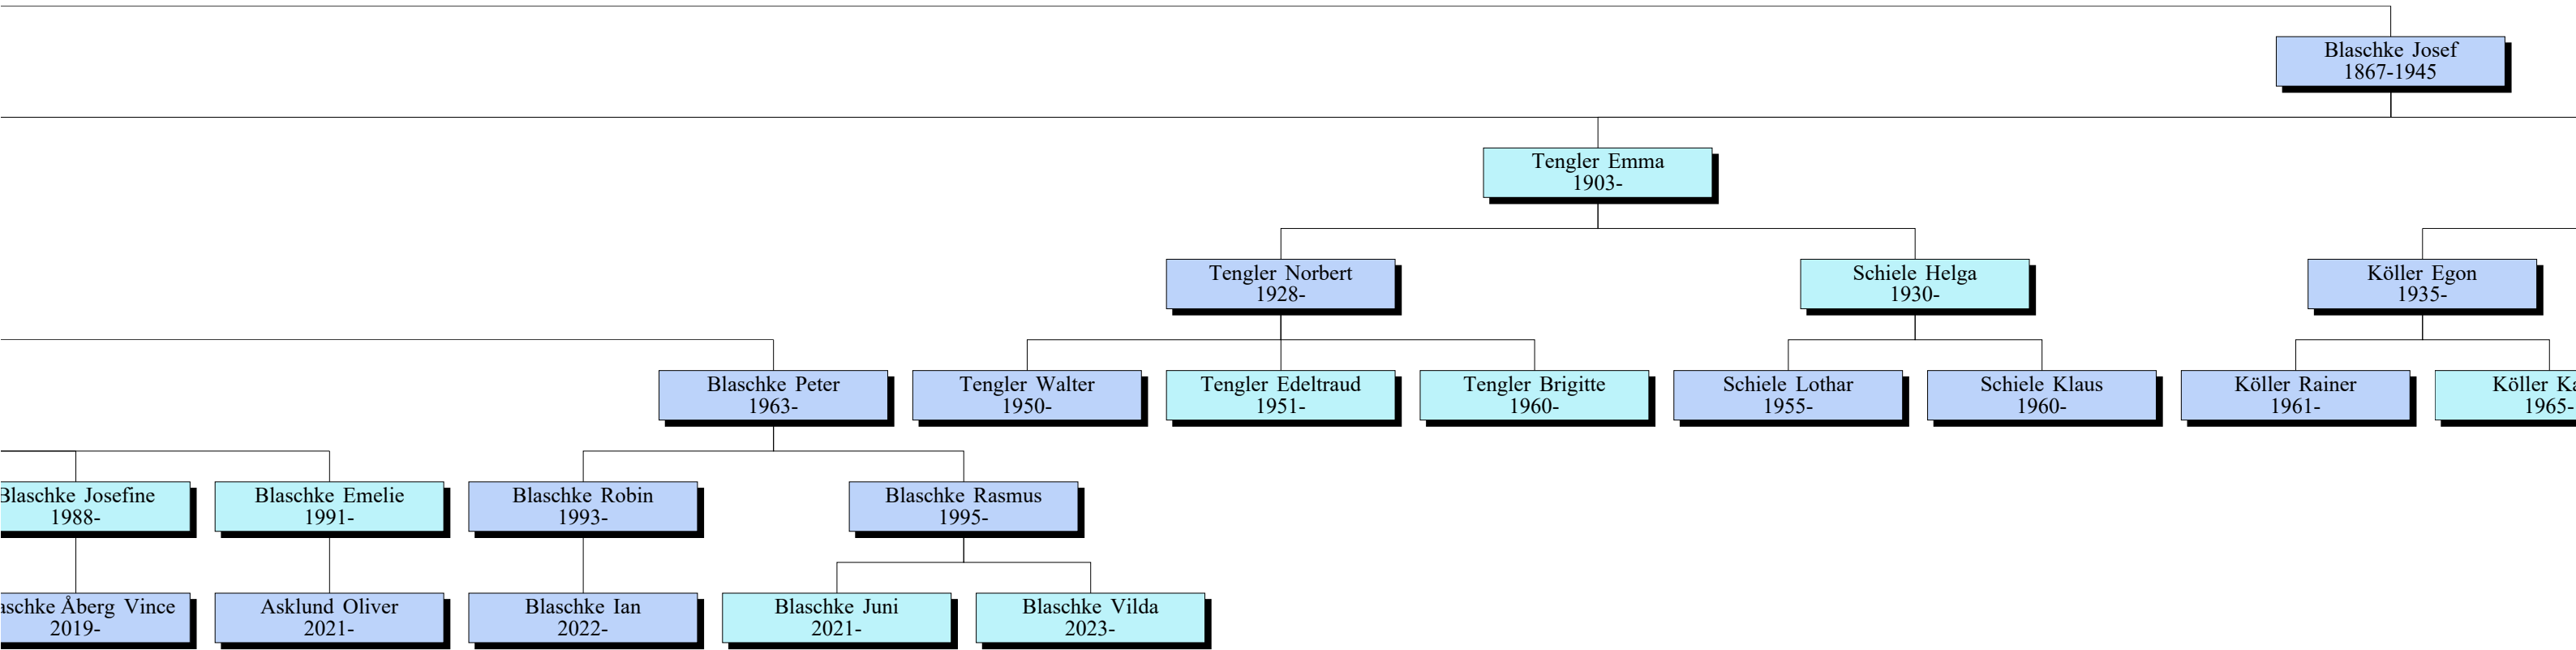 Blaschke Josef
1867-1945
Tengler Emma
1903-
Tengler Norbert
1928-
Schiele Helga
1930-
Köller Egon
1935-
Blaschke Peter
1963-
Tengler Walter
1950-
Tengler Edeltraud
1951-
Tengler Brigitte
1960-
Schiele Lothar
1955-
Schiele Klaus
1960-
Köller Rainer
1961-
Köller
1965-
Blaschke Josefine
1988-
Blaschke Emelie
1991-
Blaschke Robin
1993-
Blaschke Rasmus
1995-
Åberg Vince
2019-
Asklund Oliver
2021-
Blaschke Ian
2022-
Blaschke Juni
2021-
Blaschke Vilda
2023-